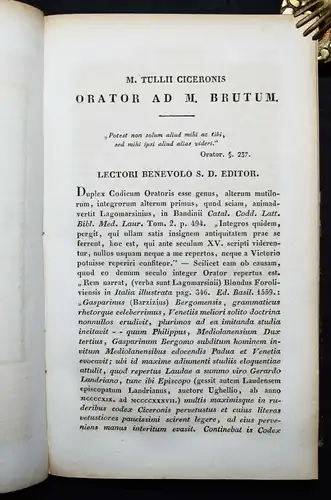 M. TULLII CICERONIS
ORATOR AD M. BRUTUM.
„Potest non solum aliud mihi ac tibi,
sed mihi ipsi aliud alias videri.“
Orator. §. 237.
LECTORI BENEVOLO S. D. EDITOR.
Duplex Codicum Oratoris esse genus, alterum mutilo-
rum, integrorum alterum primus, quod sciam, animad-
vertit Lagomarsinius, in Bandinii Catal. Codd. Latt.
Bibl. Med. Laur. Tom. 2. p. 494. „Integros quidem,
pergit, qui ullam satis insignem antiquitatem prae se
ferrent, hoc est, qui ante seculum XV. scripti videren-
tur, nullos usquam neque a me repertos, neque a Victorio
potuisse reperiri confiteor.“ — Scilicet eam ob causam,
quod eo demum seculo integer Orator repertus est.
„Rem narrat, (verba sunt Lagomarsinii) Blondus Foroli-
viensis in Italia illustrata pag. 346. Ed. Basil. 1559.
„Gasparinus (Barzizius) Bergomensis, grammaticus
rhetorque celeberrimus, Venetiis meliori solito doctrina
nonnullos erudivit, plurimos ad ea imitanda studia
incitavit - - quum Philippus, Mediolanensium Dux
tertius, Gasparinum Bergomo subditum hominem in-
vitum Mediolanensibus edocendis Padua et Venetiis
evocavit; ubi id maxime adiumenti studiis eloquentiae
attulit, quod repertus Laudae a summo viro Gerardo
Landriano, tunc ibi Episcopo (gessit autem Laudensem
episcopatum Landrianus, auctore Ughellio, ab anno
MCCCCXIX. ad MCCCCXXXVII.) multis maximisque in ru-
deribus codex Ciceronis pervetustus et cuius literas
vetustiores paucissimi scirent legere, ad eius perveni-
ens manus interitum evasit. Continebat is Codex